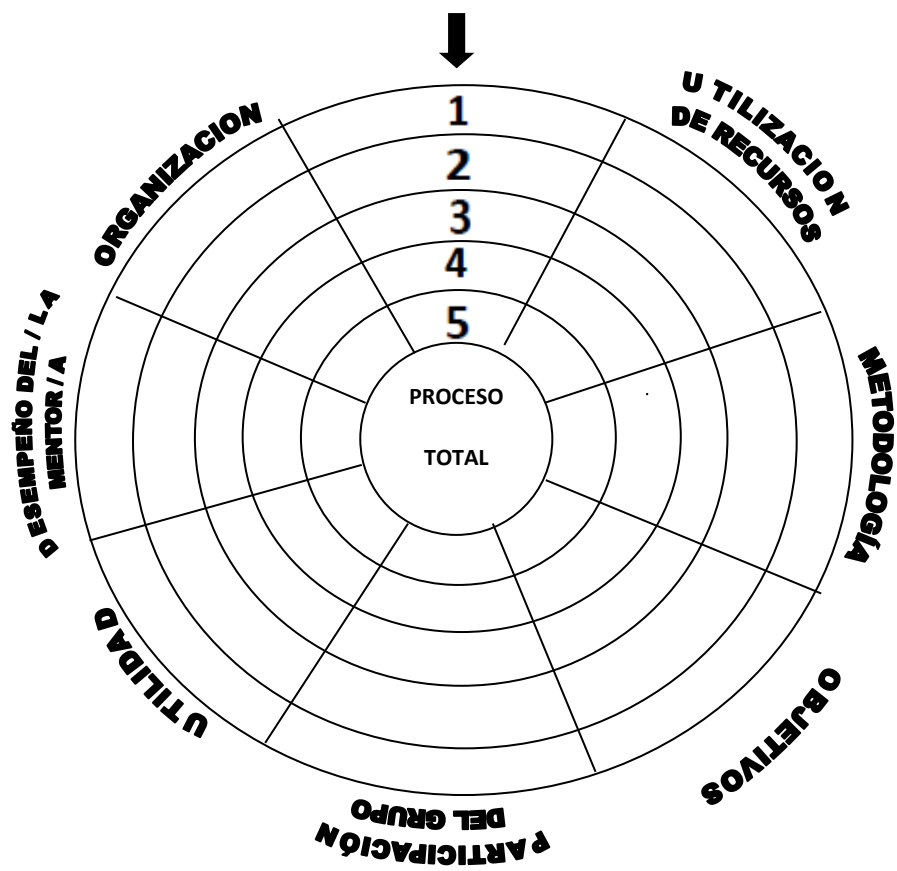 1
2
3
4
5
PROCESO
TOTAL
U TILIZACION
DE RECURSOS
METODOLOGÍA
OBJETIVOS
PARTICIPACIÓN
DEL GRUPO
UTILIDAD
DESEMPEÑO DEL / LA
MENTOR / A
ORGANIZACION